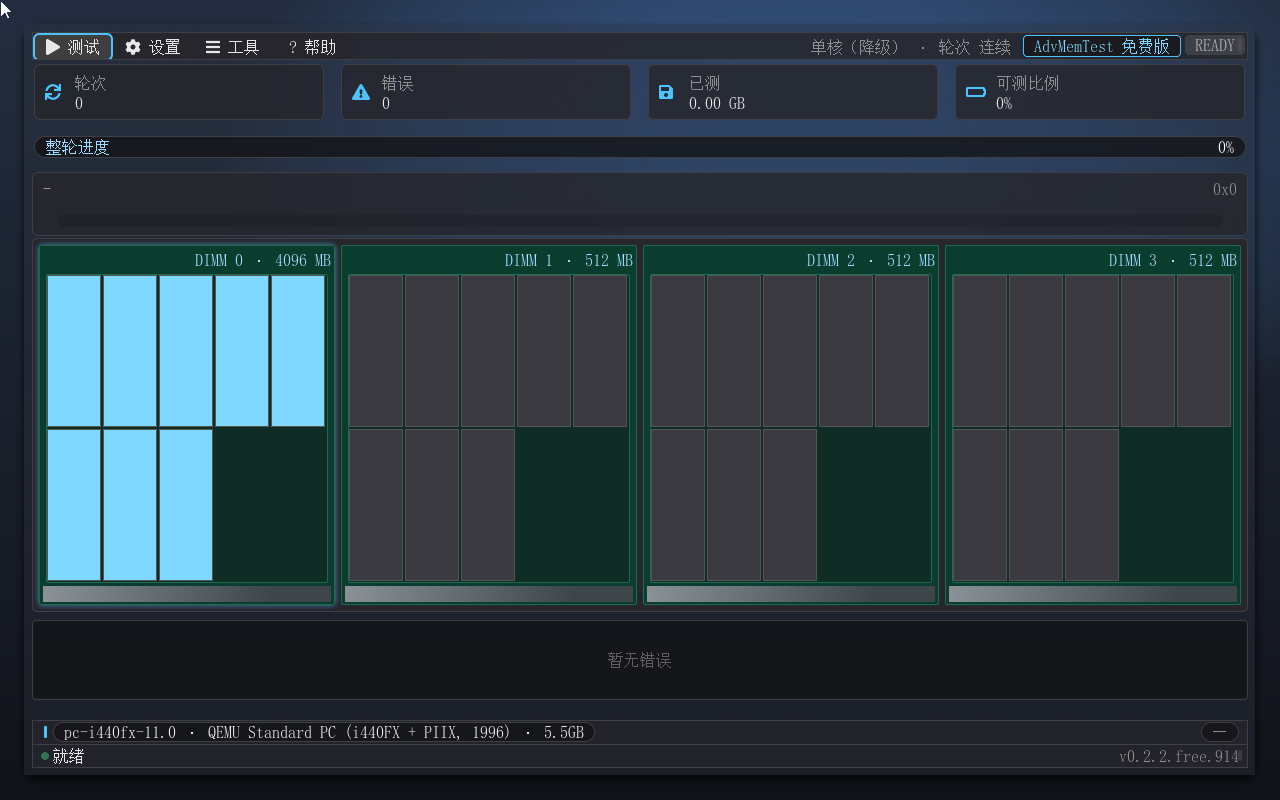 测试 设置 工具 ? 帮助 单核（降级） · 轮次 连续 AdvMemTest 免费版 READY
轮次 错误 已测 可测比例
0 0 0.00 GB 0%
整轮进度 0%
— 0x0
DIMM 0 · 4096 MB DIMM 1 · 512 MB DIMM 2 · 512 MB DIMM 3 · 512 MB
暂无错误
pc-i440fx-11.0 · QEMU Standard PC (i440FX + PIIX, 1996) · 5.5GB —
就绪 v0.2.2.free.914